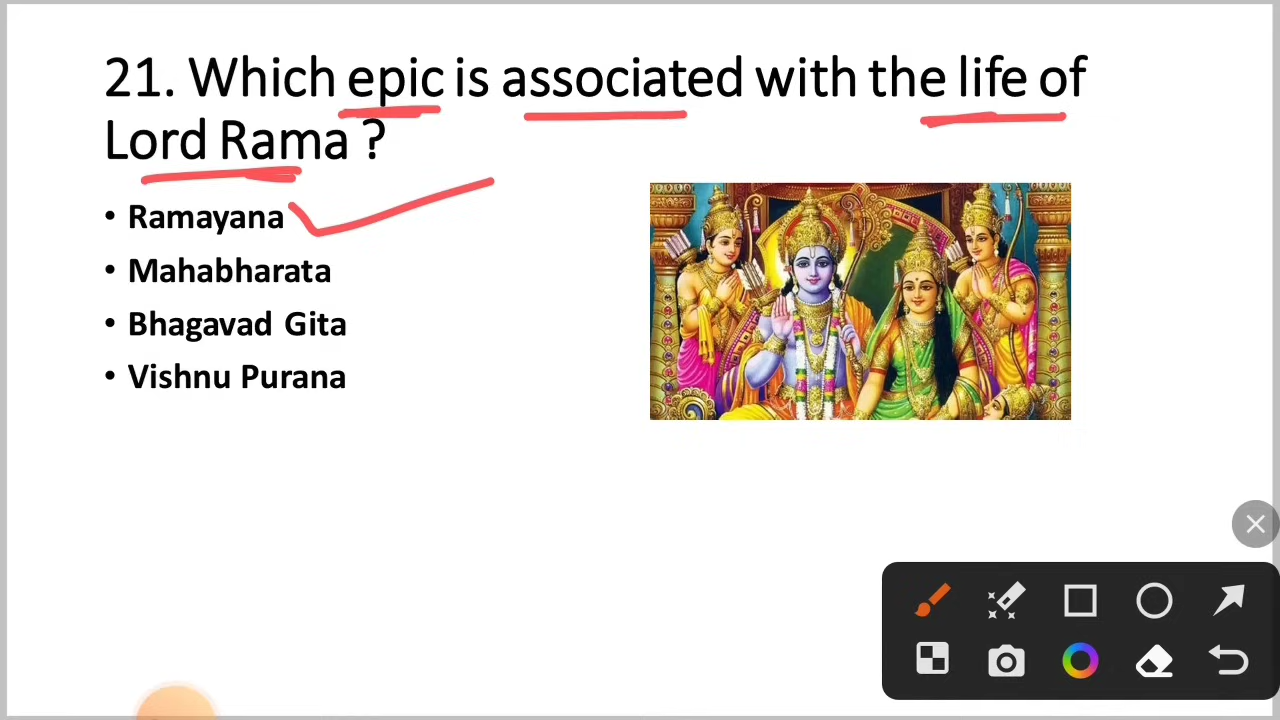 21. Which epic is associated with the life of
Lord Rama ?
• Ramayana
• Mahabharata
• Bhagavad Gita
• Vishnu Purana